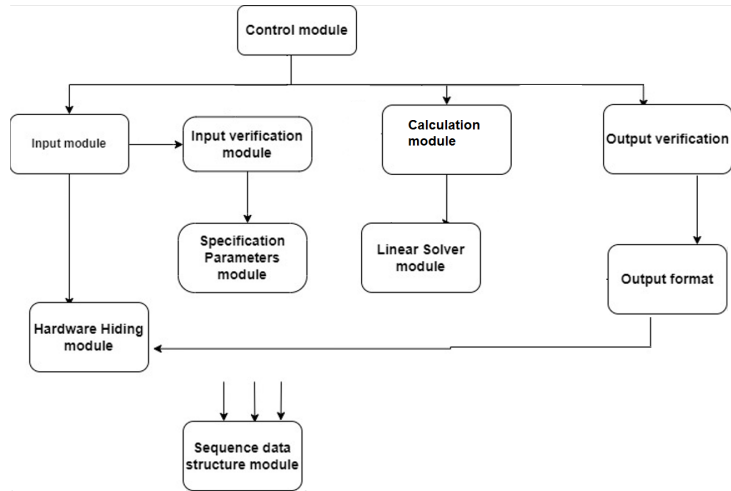 Control module
Input module
Input verification
module
Calculation
module
Output verification
Specification
Parameters
module
Linear Solver
module
Output format
Hardware Hiding
module
Sequence data
structure module